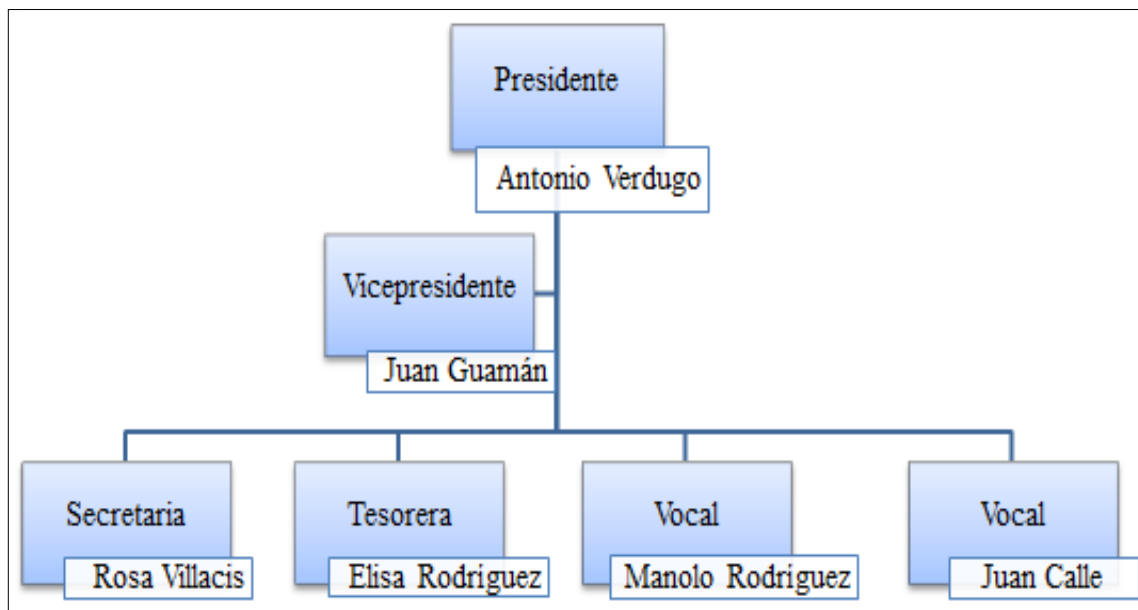 Presidente
Antonio Verdugo
Vicepresidente
Juan Guamán
Secretaria
Rosa Villacis
Tesorera
Elisa Rodriguez
Vocal
Manolo Rodriguez
Vocal
Juan Calle